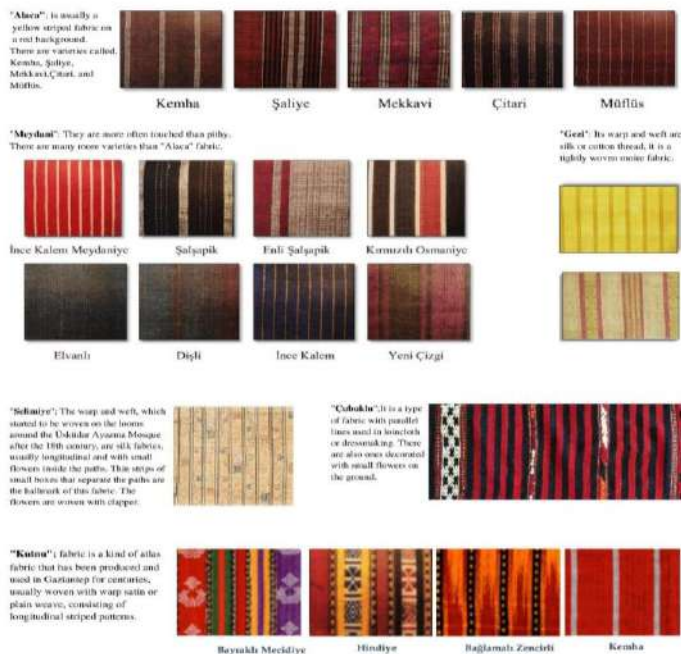 "Alaca": is usually a
yellow striped fabric on
a red background.
There are varieties called.
Kemha, Şaliye,
Mekkavi,Çitari, and
Müflüs.
Kemha
Şaliye
Mekkavi
Çitari
Müflüs
"Meydani": They are more often touched than pithy.
There are many more varieties than "Alaca" fabric.
"Gezi": Its warp and weft are
silk or cotton thread, it is a
tightly woven moire fabric.
İnce Kalem Meydaniye
Şalşapik
Enli Şalşapik
Kırmızılı Osmaniye
Elvanlı
Dişli
İnce Kalem
Yeni Çizgi
"Selimiye": The warp and weft, which
started to be woven on the looms
around the Üsküdar Ayazma Mosque
after the 18th century, are silk fabrics,
usually longitudinal and with small
flowers inside the paths. Thin strips of
small boxes that separate the paths are
the hallmark of this fabric. The
flowers are woven with clapper.
"Çubuklu",it is a type
of fabric with parallel
lines used in loincloth
or dressmaking. There
are also ones decorated
with small flowers on
the ground.
"Kutnu"; fabric is a kind of atlas
fabric that has been produced and
used in Gaziantep for centuries,
usually woven with warp satin or
plain weave, consisting of
longitudinal striped patterns.
Bayraklı Mecidiye
Hindiye
Bağlamalı Zencirli
Kemha